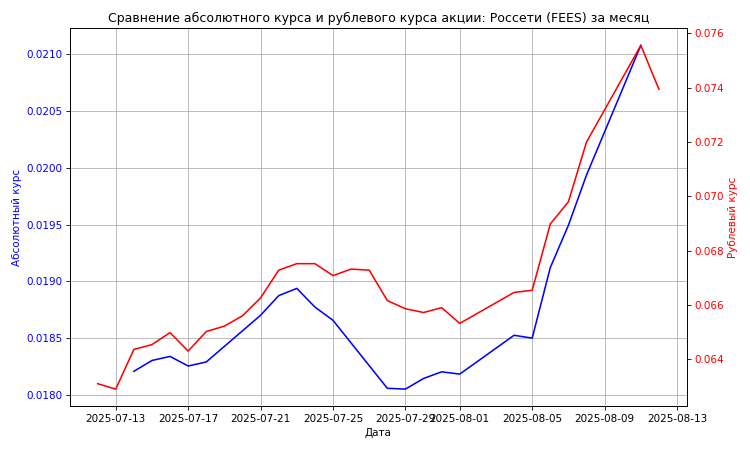 Сравнение абсолютного курса и рублевого курса акции: Россети (FEES) за месяц
Абсолютный курс
0.0210
0.0205
0.0200
0.0195
0.0190
0.0185
0.0180
0.076
0.074
0.072
0.070
0.068
0.066
0.064
Рублевый курс
2025-07-13 2025-07-17 2025-07-21 2025-07-25 2025-07-29 2025-08-01 2025-08-05 2025-08-09 2025-08-13
Дата